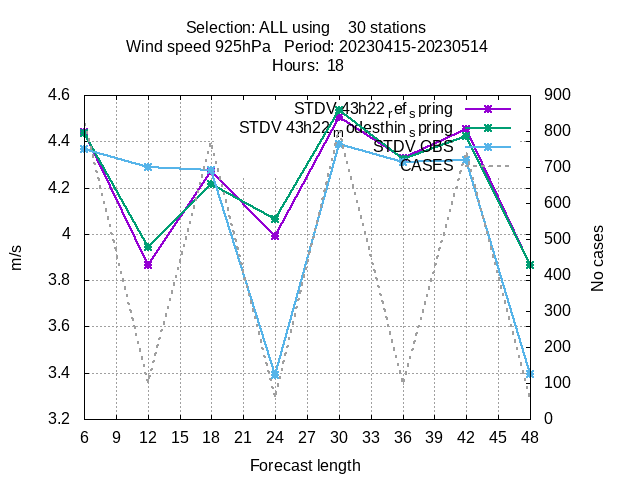 Selection: ALL using    30 stations
Wind speed 925hPa   Period: 20230415-20230514
Hours:  18
STDV 43h22_ref_spring
STDV 43h22_modesthin_spring
STDV OBS
CASES
4.6
4.4
4.2
4
3.8
3.6
3.4
3.2
900
800
700
600
500
400
300
200
100
0
m/s
No cases
6 9 12 15 18 21 24 27 30 33 36 39 42 45 48
Forecast length